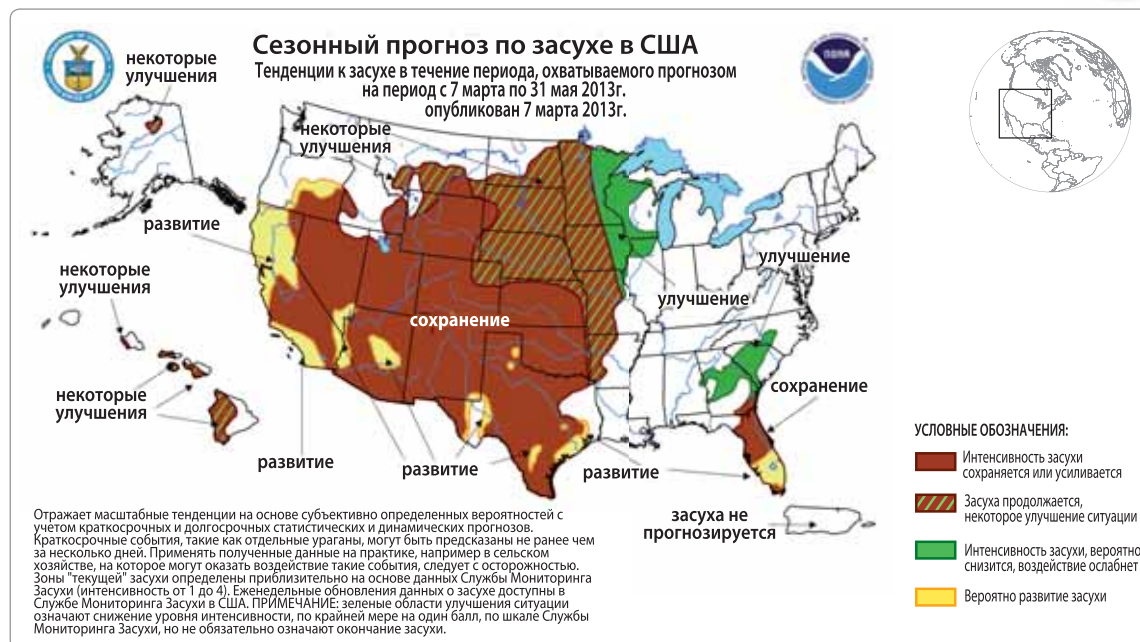 Сезонный прогноз по засухе в США
Тенденции к засухе в течение периода, охватываемого прогнозом
на период с 7 марта по 31 мая 2013г.
опубликован 7 марта 2013г.
некоторые
улучшения
некоторые
улучшения
развитие
некоторые
улучшения
некоторые
улучшения
сохранение
улучшение
улучшение
сохранение
развитие
развитие
развитие
засуха не
прогнозируется
Отражает масштабные тенденции на основе субъективно определенных вероятностей с
учетом краткосрочных и долгосрочных статистических и динамических прогнозов.
Краткосрочные события, такие как отдельные ураганы, могут быть предсказаны не ранее чем
за несколько дней. Применять полученные данные на практике, например в сельском
хозяйстве, на которое могут оказать воздействие такие события, следует с осторожностью.
Зоны "текущей" засухи определены приблизительно на основе данных Службы Мониторинга
Засухи (интенсивность от 1 до 4). Еженедельные обновления данных о засухе доступны в
Службе Мониторинга Засухи в США. ПРИМЕЧАНИЕ: зеленые области улучшения ситуации
означают снижение уровня интенсивности, по крайней мере на один балл, по шкале Службы
Мониторинга Засухи, но не обязательно означают окончание засухи.
УСЛОВНЫЕ ОБОЗНАЧЕНИЯ:
Интенсивность засухи
сохраняется или усиливается
Засуха продолжается,
некоторое улучшение ситуации
Интенсивность засухи, вероятно
снизится, воздействие ослабнет
Вероятно развитие засухи